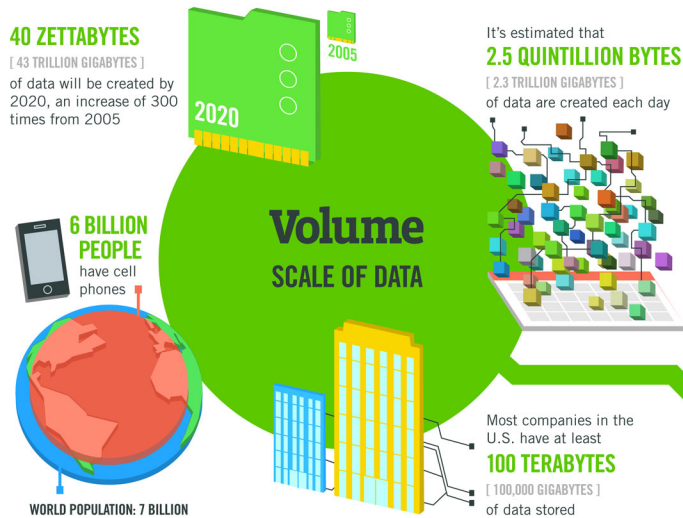 40 ZETTABYTES
[ 43 TRILLION GIGABYTES ]
of data will be created by
2020, an increase of 300
times from 2005
2020
2005
It's estimated that
2.5 QUINTILLION BYTES
[ 2.3 TRILLION GIGABYTES ]
of data are created each day
6 BILLION
PEOPLE
have cell
phones
Volume
SCALE OF DATA
WORLD POPULATION: 7 BILLION
Most companies in the
U.S. have at least
100 TERABYTES
[ 100,000 GIGABYTES ]
of data stored